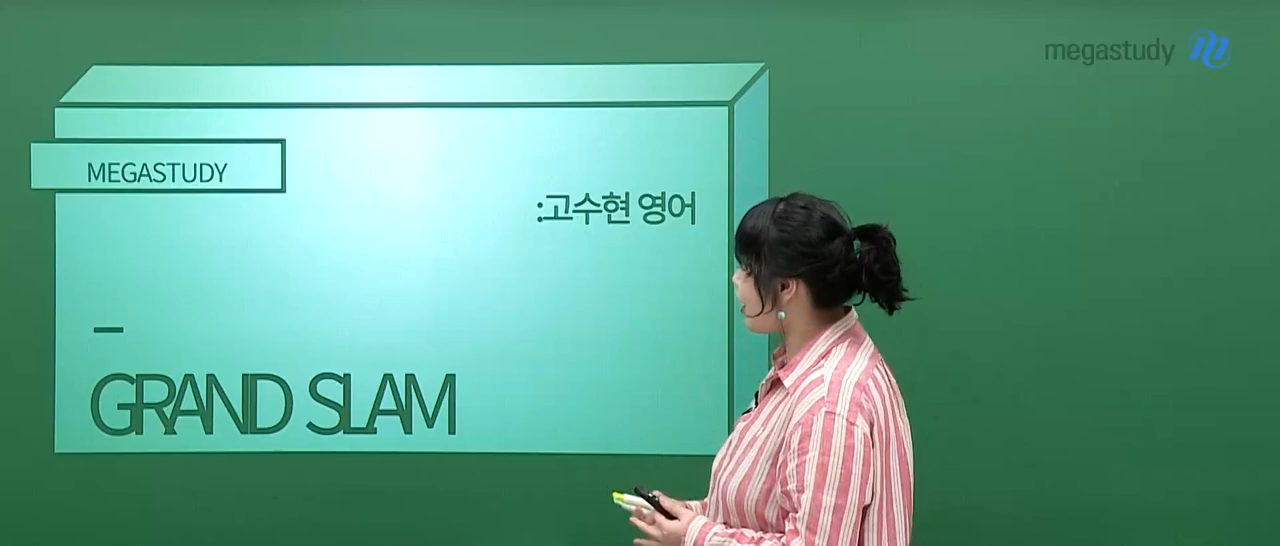 megastudy
MEGASTUDY
:고수현 영어
GRAND SLAM